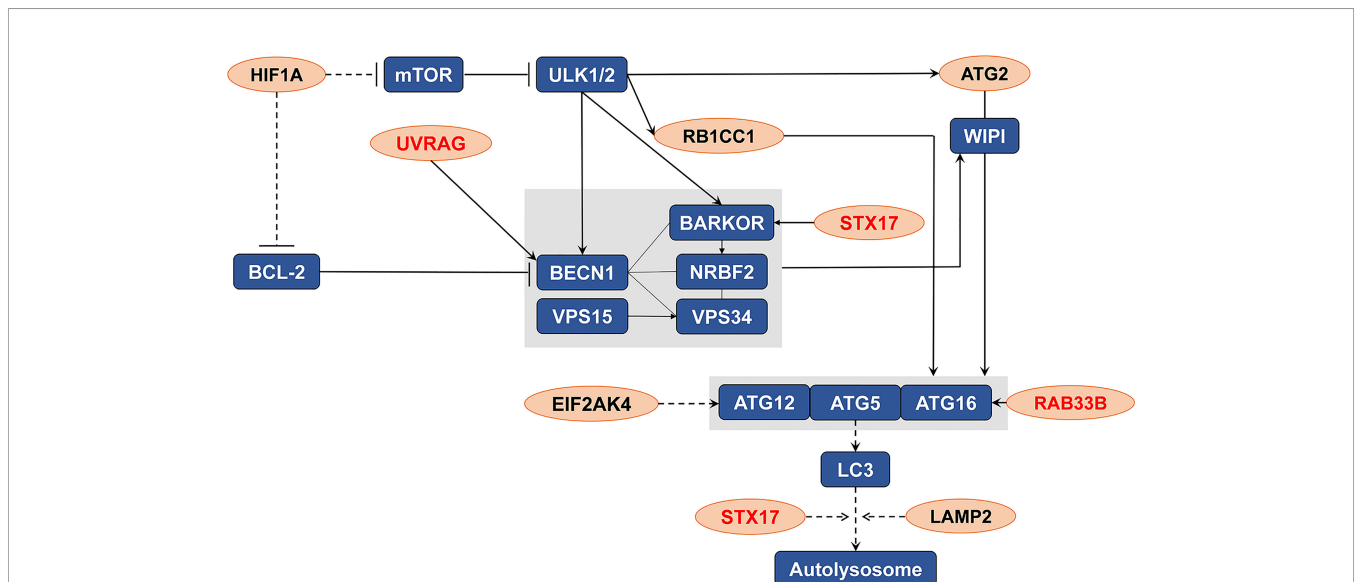 HIF1A
mTOR
ULK1/2
ATG2
UVRAG
RB1CC1
WIPI
BARKOR
STX17
BCL-2
BECN1
NRBF2
VPS15
VPS34
EIF2AK4
ATG12
ATG5
ATG16
RAB33B
LC3
STX17
LAMP2
Autolysosome